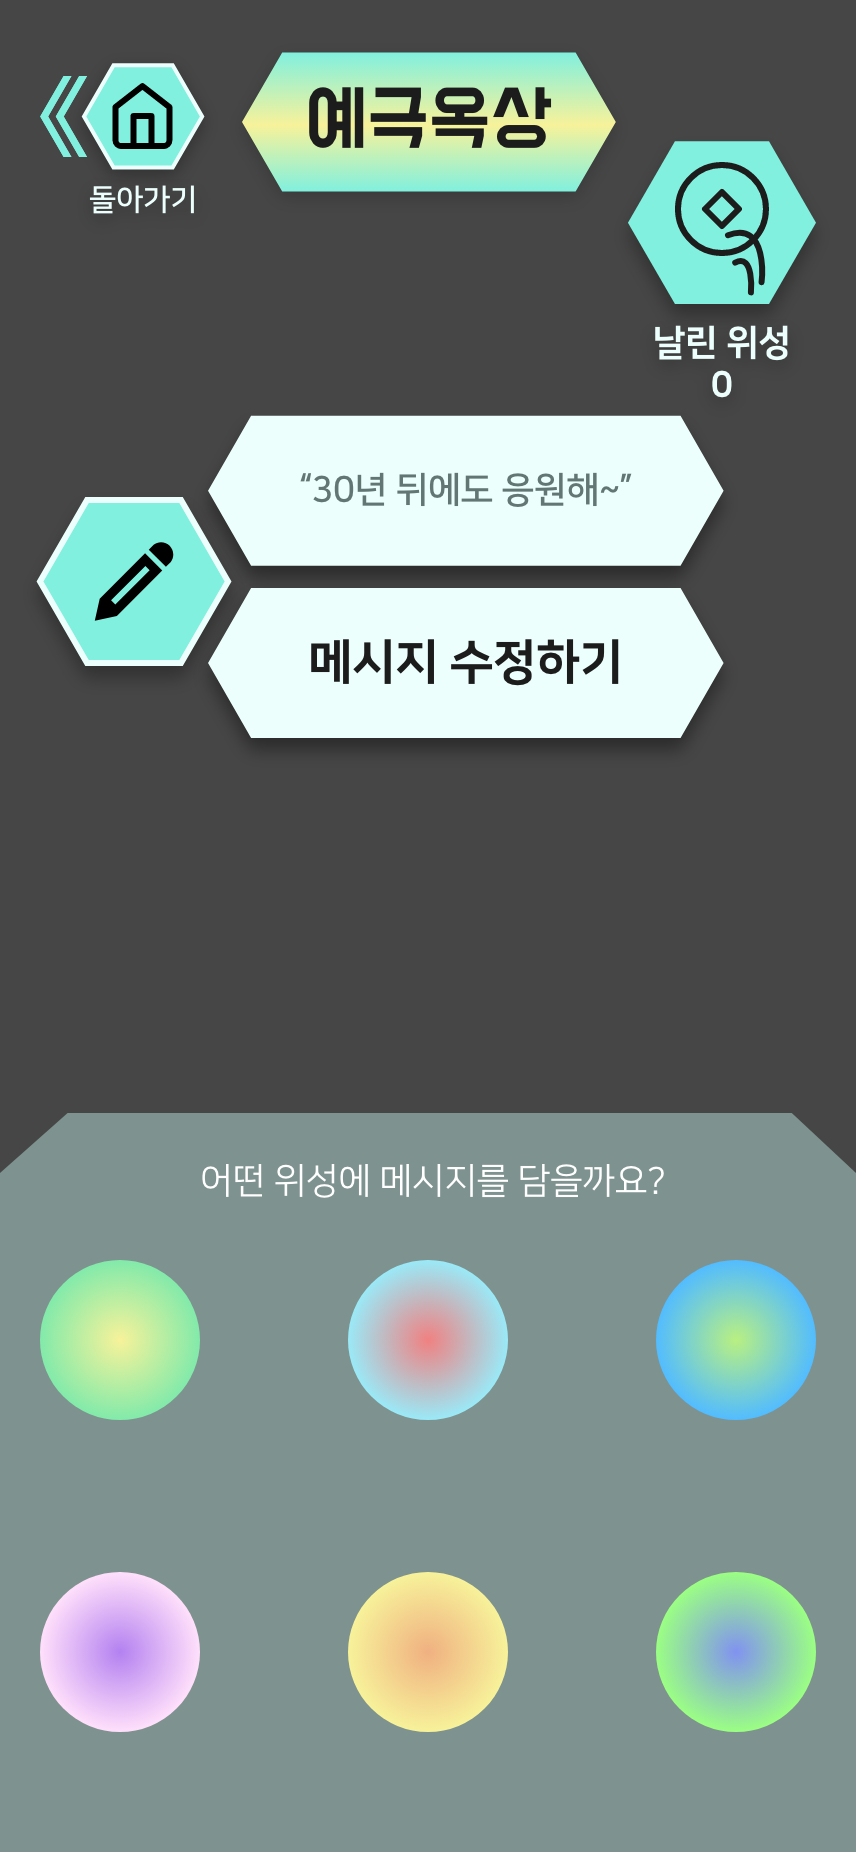 예극옥상
돌아가기
날린 위성
0
“30년 뒤에도 응원해~”
메시지 수정하기
어떤 위성에 메시지를 담을까요?